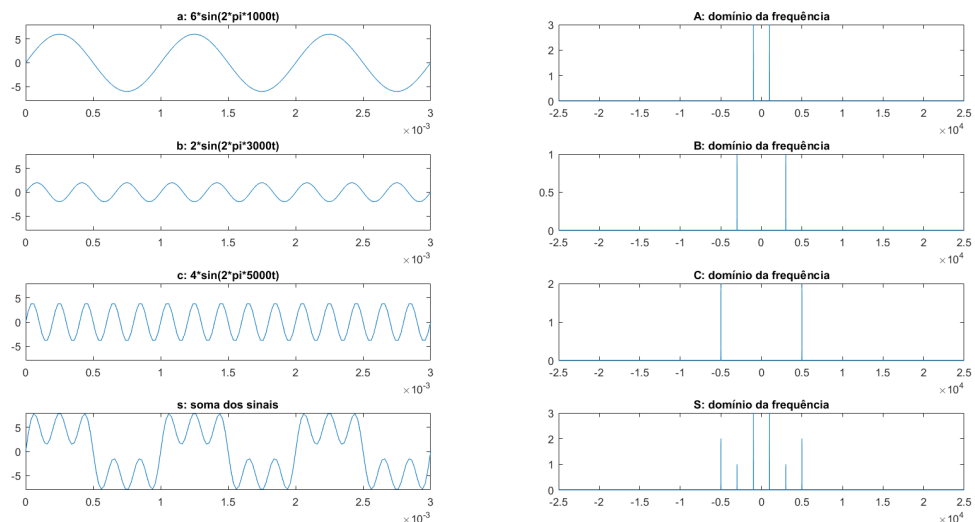 a: 6*sin(2*pi*1000t)
5
0
-5
0 0.5 1 1.5 2 2.5 3
×10-3
A: domínio da frequência
3
2
1
0
-2.5 -2 -1.5 -1 -0.5 0 0.5 1 1.5 2 2.5
×10 4
b: 2*sin(2*pi*3000t)
5
0
-5
0 0.5 1 1.5 2 2.5 3
×10-3
B: domínio da frequência
1
0.5
0
-2.5 -2 -1.5 -1 -0.5 0 0.5 1 1.5 2 2.5
×10 4
c: 4*sin(2*pi*5000t)
5
0
-5
0 0.5 1 1.5 2 2.5 3
×10-3
C: domínio da frequência
2
1
0
-2.5 -2 -1.5 -1 -0.5 0 0.5 1 1.5 2 2.5
×10 4
s: soma dos sinais
5
0
-5
0 0.5 1 1.5 2 2.5 3
×10-3
S: domínio da frequência
3
2
1
0
-2.5 -2 -1.5 -1 -0.5 0 0.5 1 1.5 2 2.5
×10 4